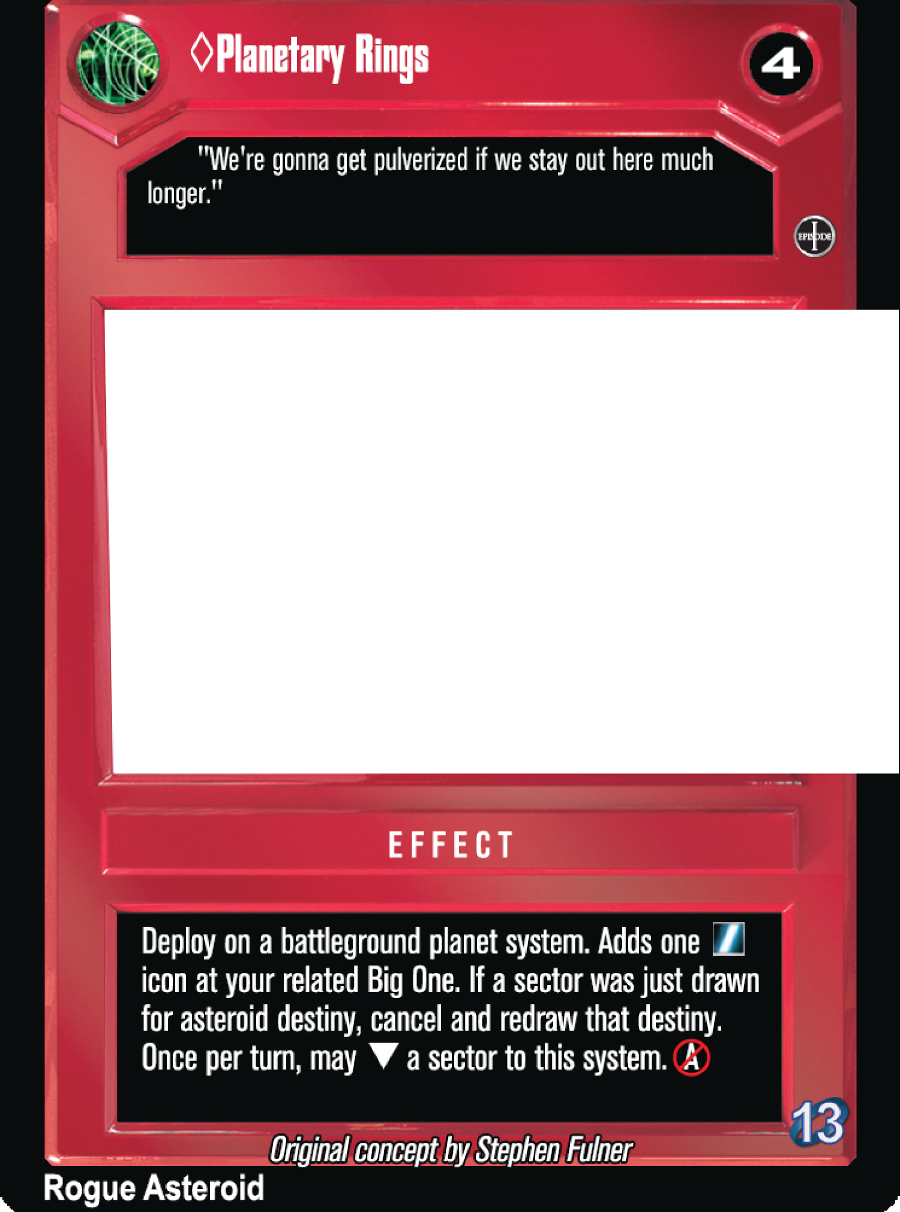 ◊Planetary Rings
4
"We're gonna get pulverized if we stay out here much
longer."
EPISODE I
EFFECT
Deploy on a battleground planet system. Adds one
icon at your related Big One. If a sector was just drawn
for asteroid destiny, cancel and redraw that destiny.
Once per turn, may ▼ a sector to this system. A
13
Original concept by Stephen Fulner
Rogue Asteroid